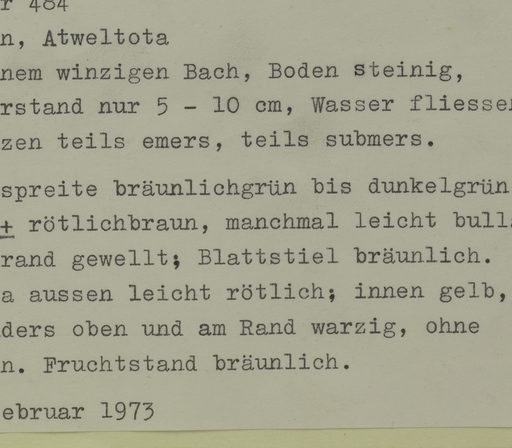 r 484
n, Atweltota
nem winzigen Bach, Boden steinig,
rstand nur 5 - 10 cm, Wasser fliessen
zen teils emers, teils submers.
spreite bräunlichgrün bis dunkelgrün
± rötlichbraun, manchmal leicht bull
rand gewellt; Blattstiel bräunlich.
a aussen leicht rötlich; innen gelb,
ders oben und am Rand warzig, ohne
n. Fruchtstand bräunlich.
ebruar 1973